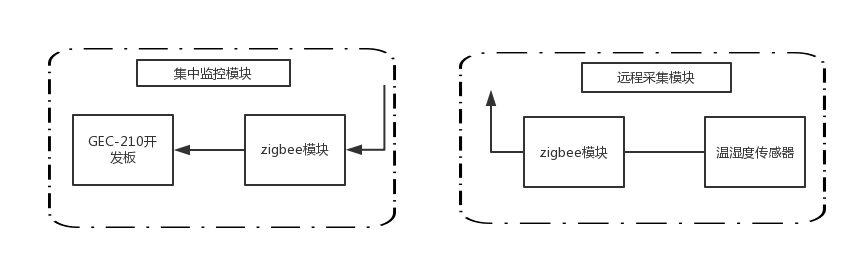 集中监控模块
远程采集模块
GEC-210开
发板
zigbee模块
zigbee模块
温湿度传感器